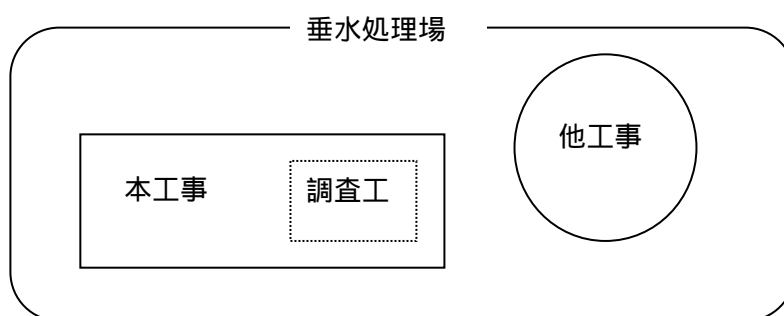 垂水処理場
他工事
本工事
調査工